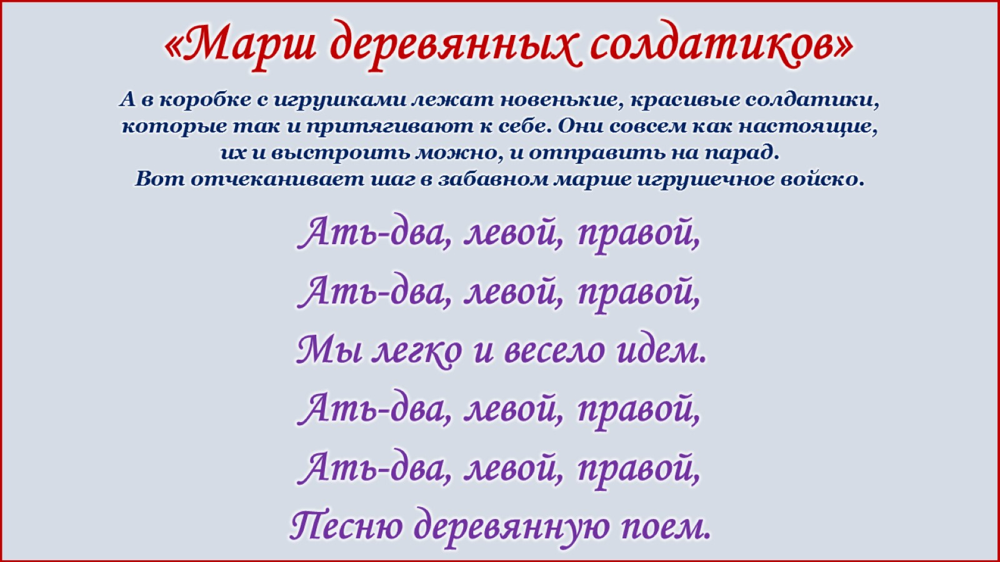 «Марш деревянных солдатиков»
А в коробке с игрушками лежат новенькие, красивые солдатики,
которые так и притягивают к себе. Они совсем как настоящие,
их и выстроить можно, и отправить на парад.
Вот отчеканивает шаг в забавном марше игрушечное войско.
Ать-два, левой, правой,
Ать-два, левой, правой,
Мы легко и весело идем.
Ать-два, левой, правой,
Ать-два, левой, правой,
Песню деревянную поем.